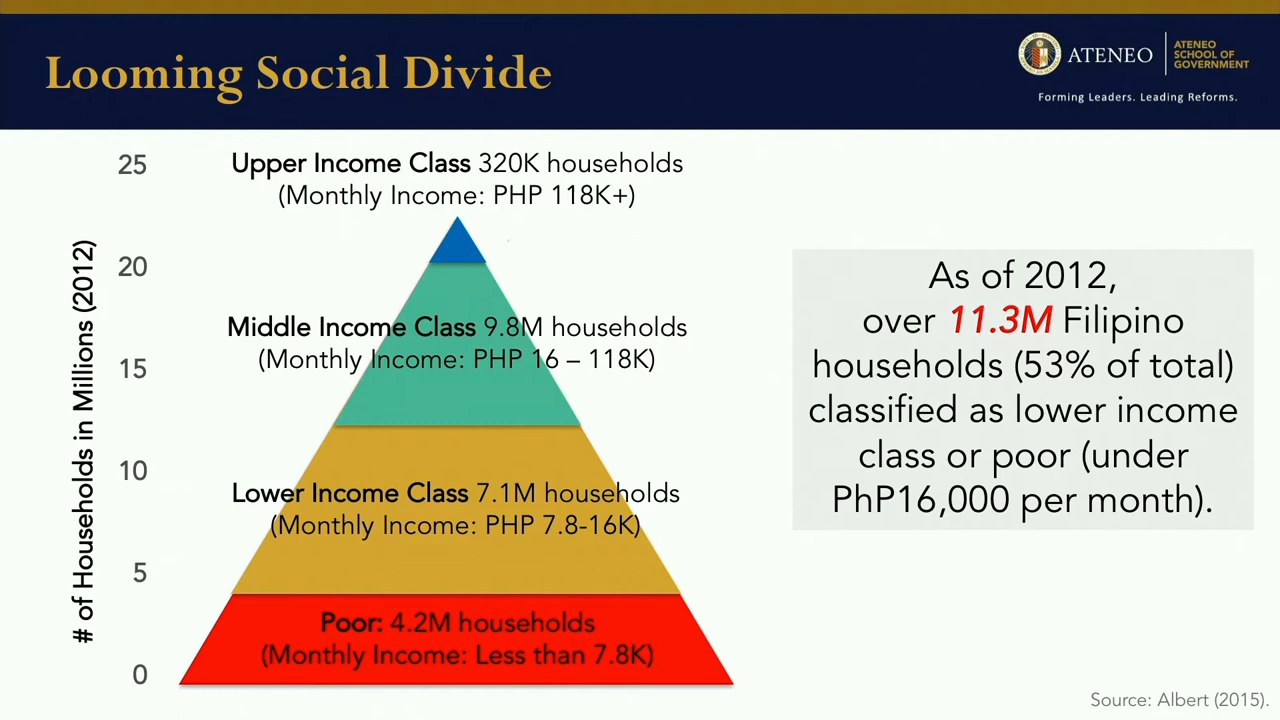 Looming Social Divide
ATENEO
ATENEO
SCHOOL OF
GOVERNMENT
Forming Leaders. Leading Reforms.
# of Households in Millions (2012)
25
20
15
10
5
0
Upper Income Class 320K households
(Monthly Income: PHP 118K+)
Middle Income Class 9.8M households
(Monthly Income: PHP 16 – 118K)
Lower Income Class 7.1M households
(Monthly Income: PHP 7.8-16K)
Poor: 4.2M households
(Monthly Income: Less than 7.8K)
As of 2012,
over 11.3M Filipino
households (53% of total)
classified as lower income
class or poor (under
PhP16,000 per month).
Source: Albert (2015).